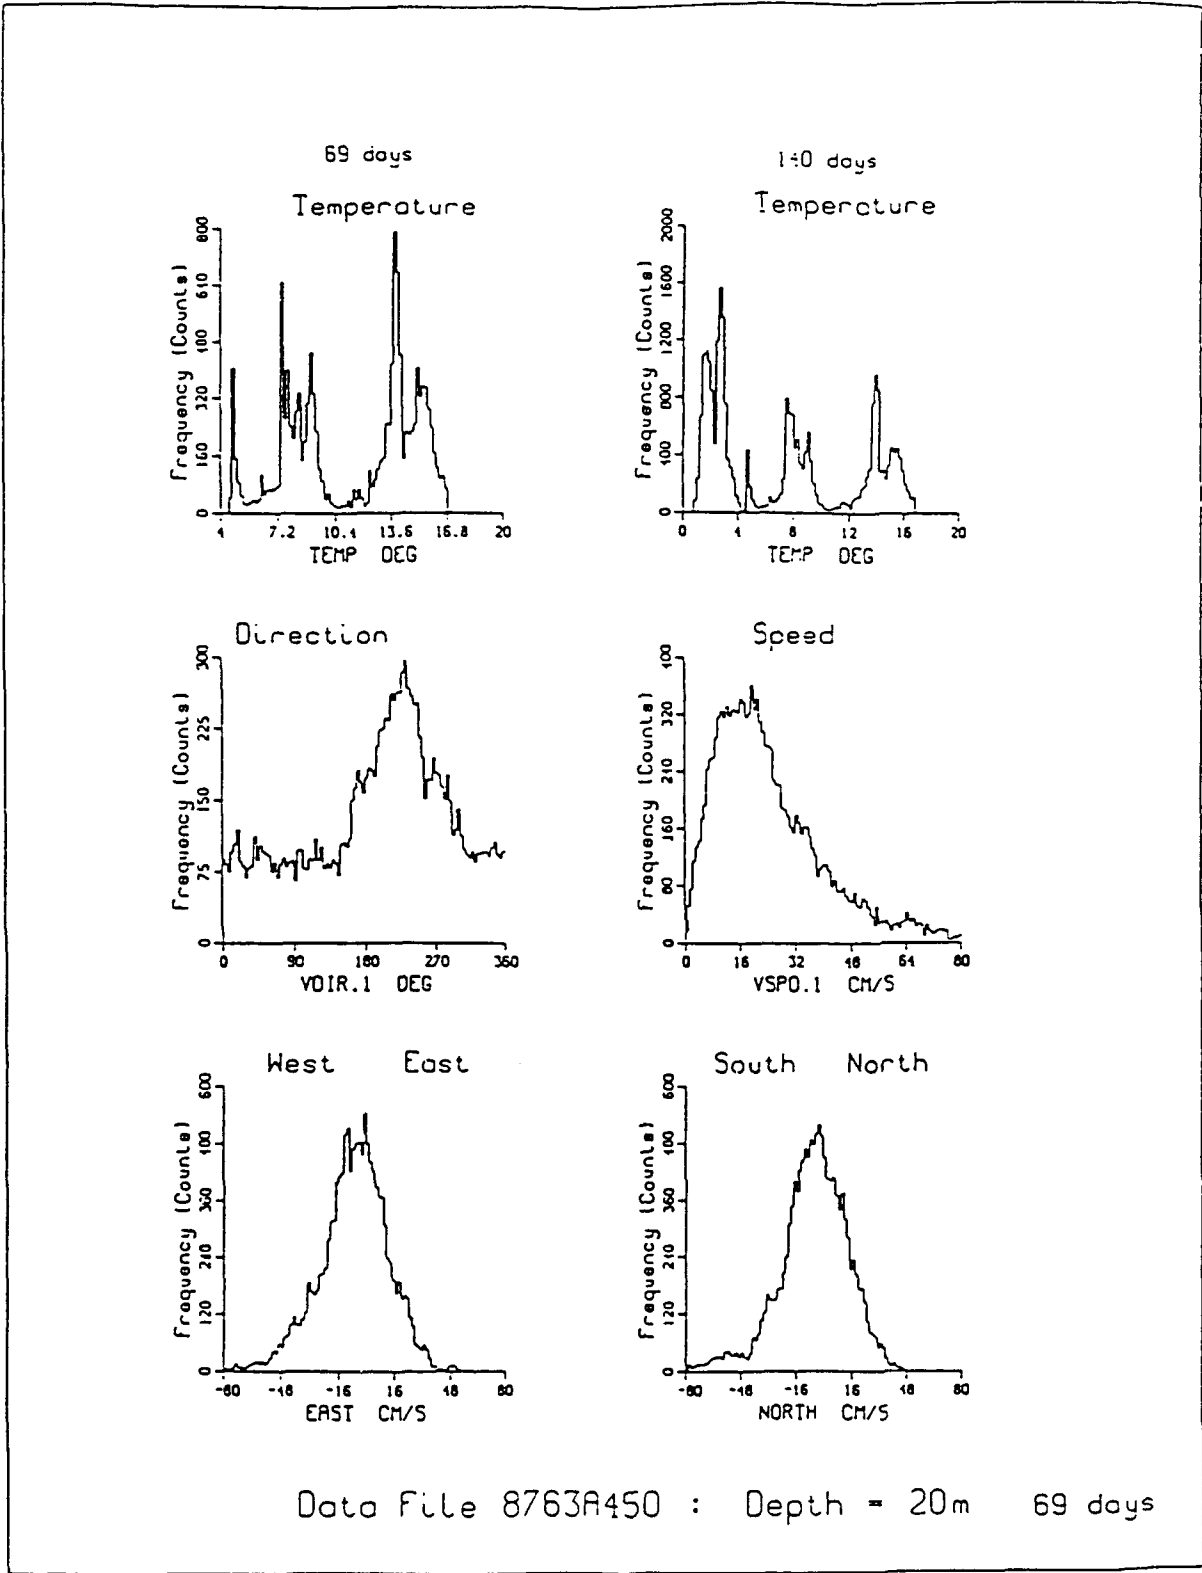 69 days
140 days
Temperature
Temperature
Frequency (Counts)
800
640
480
320
160
0
4 7.2 10.4 13.6 16.8 20
TEMP DEG
Frequency (Counts)
2000
1600
1200
800
400
0
0 4 8 12 16 20
TEMP DEG
Direction
Speed
Frequency (Counts)
300
225
150
75
0
0 90 180 270 360
VDIR.1 DEG
Frequency (Counts)
400
320
240
160
80
0
0 16 32 48 64 80
VSPD.1 CM/S
West East
South North
Frequency (Counts)
600
480
360
240
120
0
-80 -48 -16 16 48 80
EAST CM/S
Frequency (Counts)
600
480
360
240
120
0
-80 -48 -16 16 48 80
NORTH CM/S
Data File 8763A450 : Depth = 20m 69 days